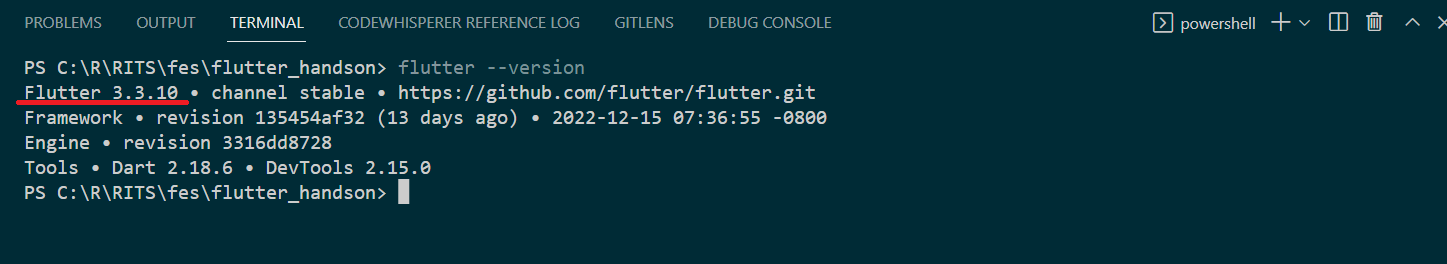 PROBLEMS OUTPUT TERMINAL CODEWHISPERER REFERENCE LOG GITLENS DEBUG CONSOLE powershell
PS C:\R\RITS\fes\flutter_handson> flutter --version
Flutter 3.3.10 • channel stable • https://github.com/flutter/flutter.git
Framework • revision 135454af32 (13 days ago) • 2022-12-15 07:36:55 -0800
Engine • revision 3316dd8728
Tools • Dart 2.18.6 • DevTools 2.15.0
PS C:\R\RITS\fes\flutter_handson>